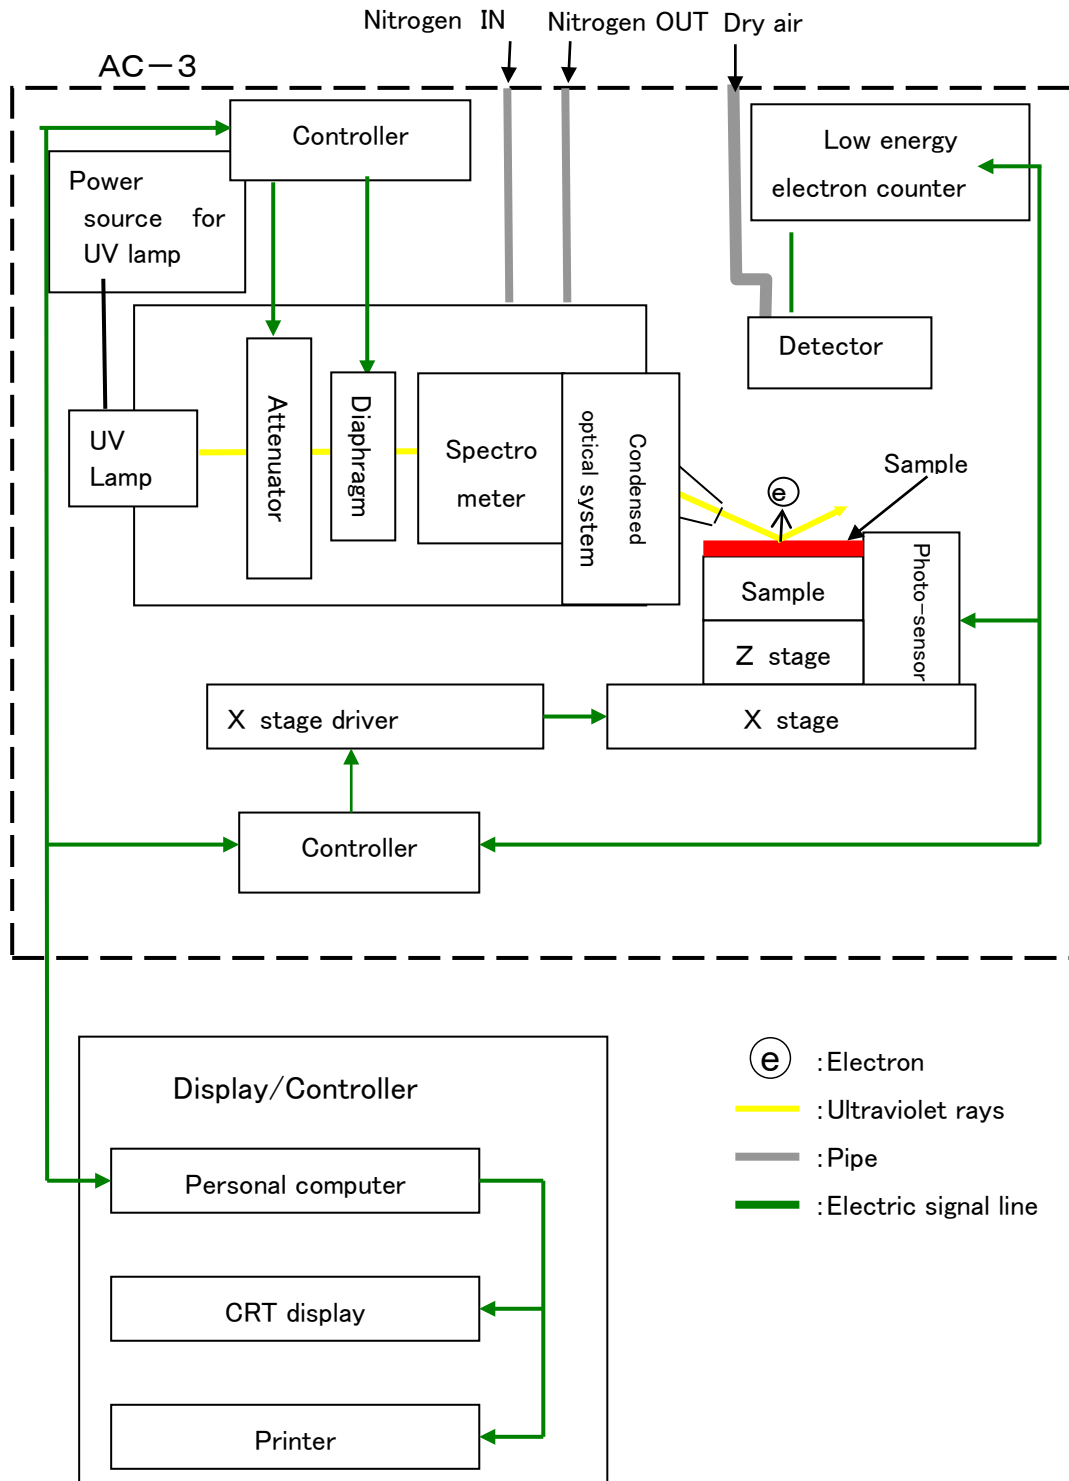 Nitrogen IN
Nitrogen OUT
Dry air
AC－3
Controller
Low energy
electron counter
Power
source for
UV lamp
Detector
UV
Lamp
Attenuator
Diaphragm
Spectro
meter
Condensed
optical system
e
Sample
Sample
Z stage
Photo-sensor
X stage driver
X stage
Controller
Display/Controller
Personal computer
CRT display
Printer
e :Electron
:Ultraviolet rays
:Pipe
:Electric signal line